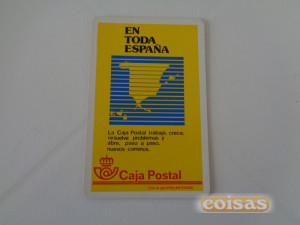 EN
TODA
ESPAÑA
La Caja Postal trabaja, crece,
resuelve problemas y
abre, paso a paso,
nuevos caminos.
Caja Postal
coisas